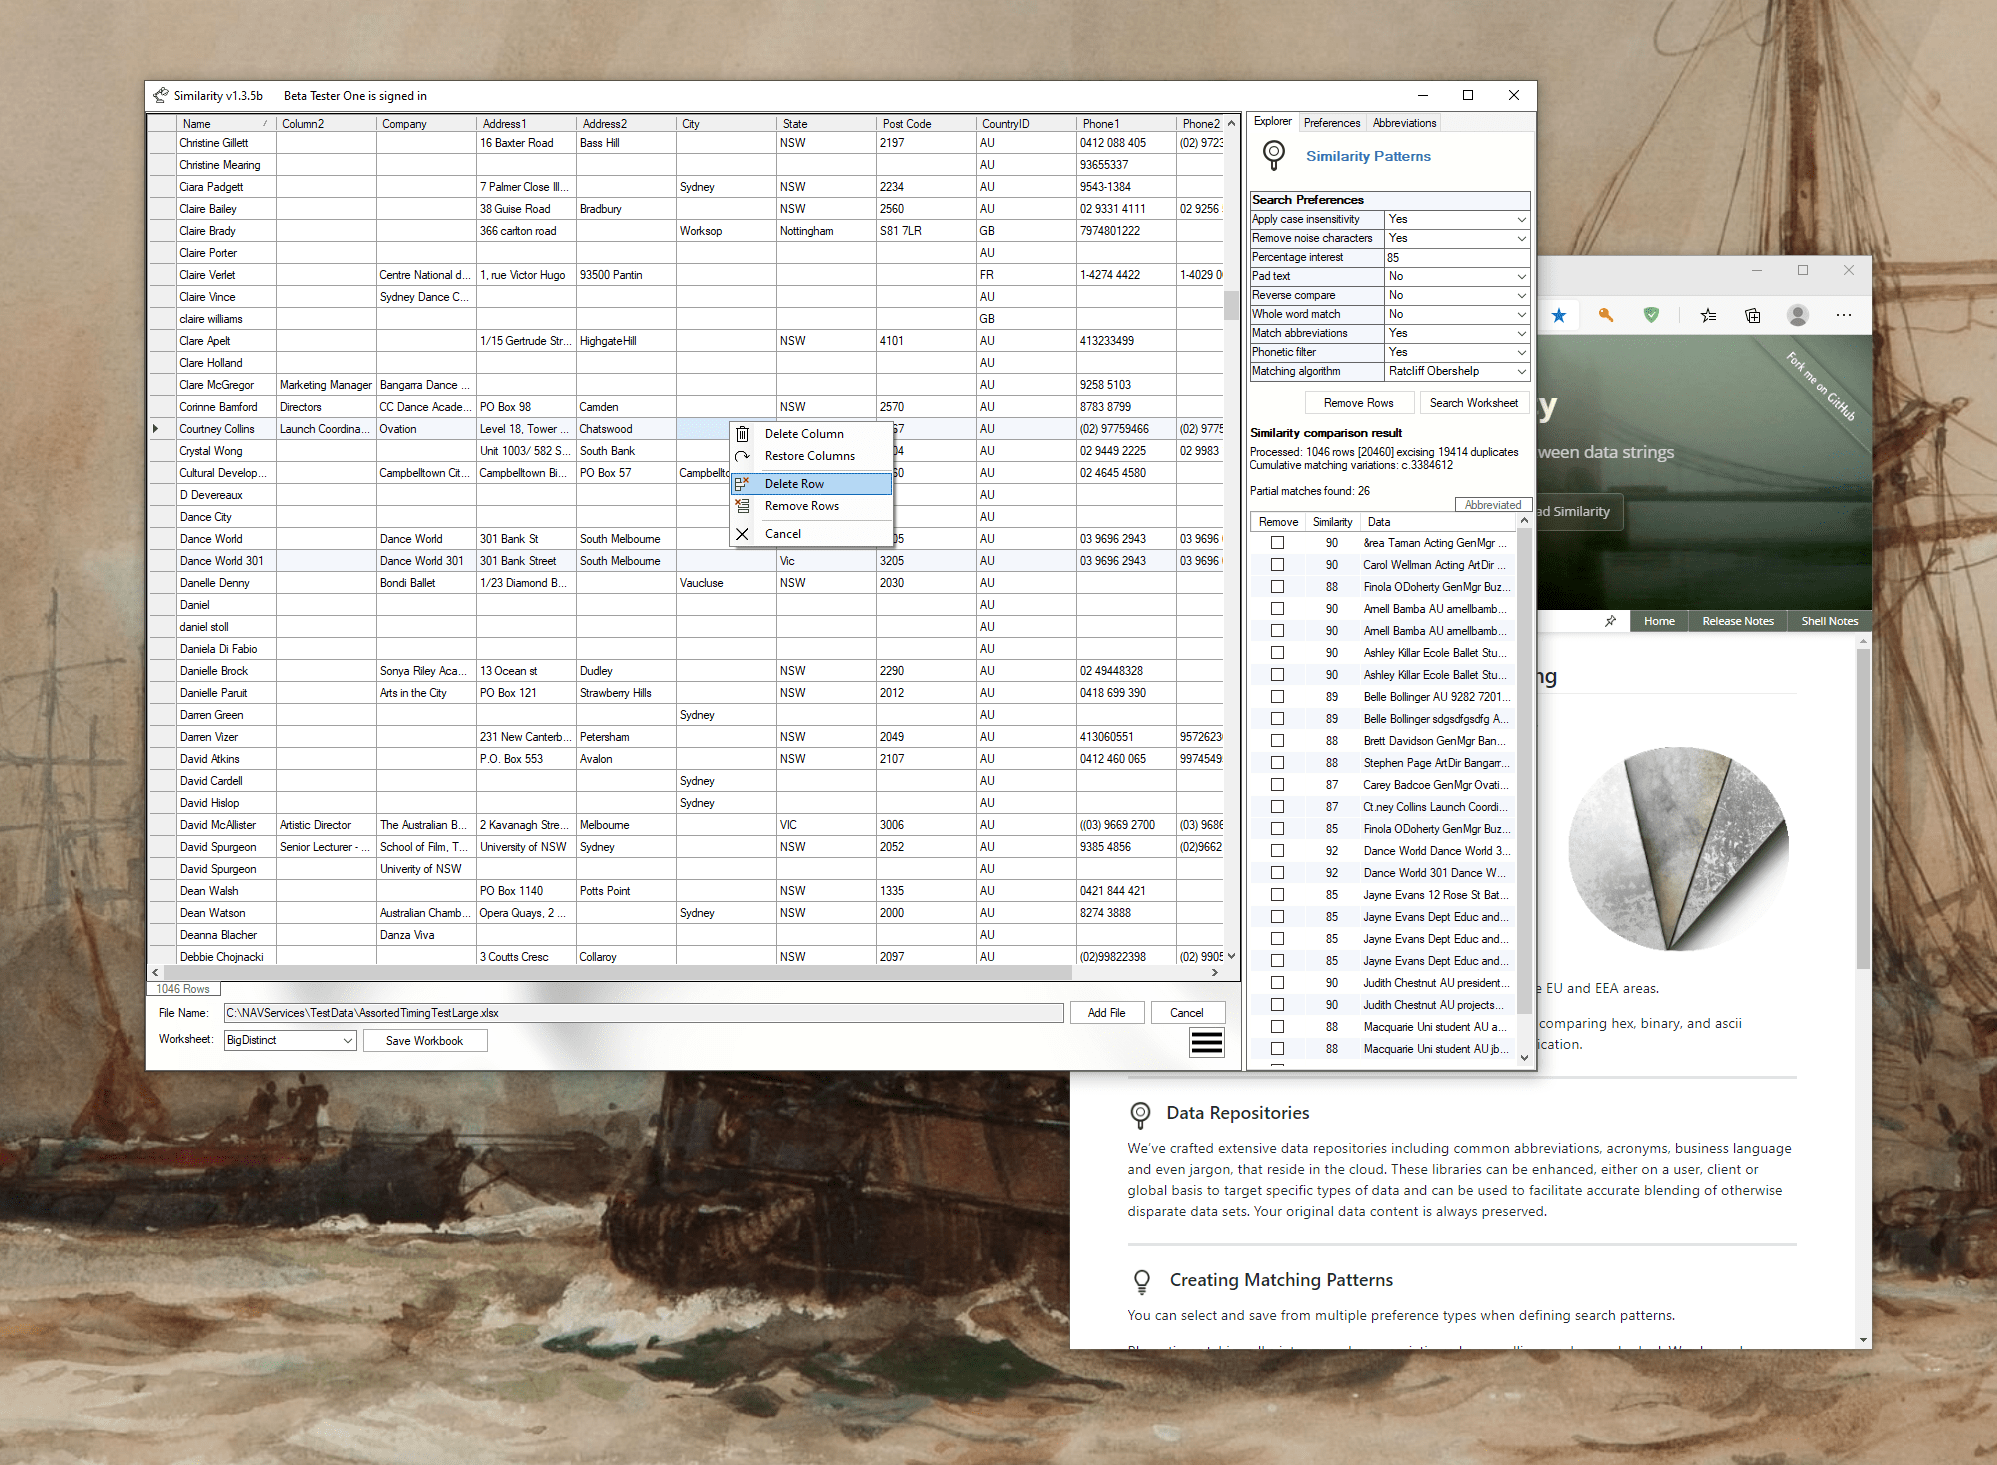 Similarity v1.3.5b Beta Tester One is signed in
Name Column2 Company Address1 Address2 City State Post Code CountryID Phone1 Phone2
Christine Gillett 16 Baxter Road Bass Hill NSW 2197 AU 0412 088 405 (02) 9723
Christine Mearing AU 93655337
Ciara Padgett 7 Palmer Close Ill... Sydney NSW 2234 AU 9543-1384
Claire Bailey 38 Guise Road Bradbury NSW 2560 AU 02 9331 4111 02 9256
Claire Brady 366 carlton road Worksop Nottingham S81 7LR GB 7974801222
Claire Porter AU
Claire Verlet Centre National d... 1, rue Victor Hugo 93500 Pantin FR 1-4274 4422 1-4029 0
Claire Vince Sydney Dance C... AU
claire williams GB
Clare Apelt 1/15 Gertrude Str... HighgateHill NSW 4101 AU 413233499
Clare Holland AU
Clare McGregor Marketing Manager Bangarra Dance ... AU 9258 5103
Corinne Bamford Directors CC Dance Acade... PO Box 98 Camden NSW 2570 AU 8783 8799
Courtney Collins Launch Coordina... Ovation Level 18, Tower ... Chatswood 67 AU (02) 97759466 (02) 9775
Crystal Wong Unit 1003/ 582 S... South Bank 04 AU 02 9449 2225 02 9983
Cultural Develop... Campbelltown Cit... Campbelltown Bi... PO Box 57 Campbellto 60 AU 02 4645 4580
D Devereaux AU
Dance City AU
Dance World Dance World 301 Bank St South Melbourne 05 AU 03 9696 2943 03 9696
Dance World 301 Dance World 301 301 Bank Street South Melbourne Vic 3205 AU 03 9696 2943 03 9696
Danelle Denny Bondi Ballet 1/23 Diamond B... Vaucluse NSW 2030 AU
Daniel AU
daniel stoll AU
Daniela Di Fabio AU
Danielle Brock Sonya Riley Aca... 13 Ocean st Dudley NSW 2290 AU 02 49448328
Danielle Paruit Arts in the City PO Box 121 Strawberry Hills NSW 2012 AU 0418 699 390
Darren Green Sydney AU
Darren Vizer 231 New Canterb... Petersham NSW 2049 AU 413060551 9572623
David Atkins P.O. Box 553 Avalon NSW 2107 AU 0412 460 065 9974549
David Cardell Sydney AU
David Hislop Sydney AU
David McAllister Artistic Director The Australian B... 2 Kavanagh Stre... Melbourne VIC 3006 AU ((03) 9669 2700 (03) 9686
David Spurgeon Senior Lecturer - ... School of Film, T... University of NSW Sydney NSW 2052 AU 9385 4856 (02)9662
David Spurgeon Univerity of NSW AU
Dean Walsh PO Box 1140 Potts Point NSW 1335 AU 0421 844 421
Dean Watson Australian Chamb... Opera Quays, 2 ... Sydney NSW 2000 AU 8274 3888
Deanna Blacher Danza Viva AU
Debbie Chojnacki 3 Coutts Cresc Collaroy NSW 2097 AU (02)99822398 (02) 9905
Delete Column
Restore Columns
Delete Row
Remove Rows
Cancel
1046 Rows
File Name: C:\NAVServices\TestData\AssortedTimingTestLarge.xlsx Add File Cancel
Worksheet: BigDistinct Save Workbook
Explorer Preferences Abbreviations
Similarity Patterns
Search Preferences
Apply case insensitivity Yes
Remove noise characters Yes
Percentage interest 85
Pad text No
Reverse compare No
Whole word match No
Match abbreviations Yes
Phonetic filter Yes
Matching algorithm Ratcliff Obershelp
Remove Rows Search Worksheet
Similarity comparison result
Processed: 1046 rows [20460] excising 19414 duplicates
Cumulative matching variations: c.3384612
Partial matches found: 26
Abbreviated
Remove Similarity Data
90 &rea Taman Acting GenMgr ...
90 Carol Wellman Acting ArtDir ...
88 Finola ODoherty GenMgr Buz...
90 Arnell Bamba AU arnellbamb...
90 Arnell Bamba AU arnellbamb...
90 Ashley Killar Ecole Ballet Stu...
90 Ashley Killar Ecole Ballet Stu...
89 Belle Bollinger AU 9282 7201...
89 Belle Bollinger sdgsdfgsdfg A...
88 Brett Davidson GenMgr Ban...
88 Stephen Page ArtDir Bangarr...
87 Carey Badcoe GenMgr Ovati...
87 Ct.ney Collins Launch Coordi...
85 Finola ODoherty GenMgr Buz...
92 Dance World Dance World 3...
92 Dance World 301 Dance W...
85 Jayne Evans 12 Rose St Bat...
85 Jayne Evans Dept Educ and...
85 Jayne Evans Dept Educ and...
85 Jayne Evans Dept Educ and...
90 Judith Chestnut AU president...
90 Judith Chestnut AU projects...
88 Macquarie Uni student AU a...
88 Macquarie Uni student AU jb...
Fork me on GitHub
y
ween data strings
ad Similarity
Home Release Notes Shell Notes
ng
e EU and EEA areas.
comparing hex, binary, and ascii
ication.
Data Repositories
We've crafted extensive data repositories including common abbreviations, acronyms, business language
and even jargon, that reside in the cloud. These libraries can be enhanced, either on a user, client or
global basis to target specific types of data and can be used to facilitate accurate blending of otherwise
disparate data sets. Your original data content is always preserved.
Creating Matching Patterns
You can select and save from multiple preference types when defining search patterns.